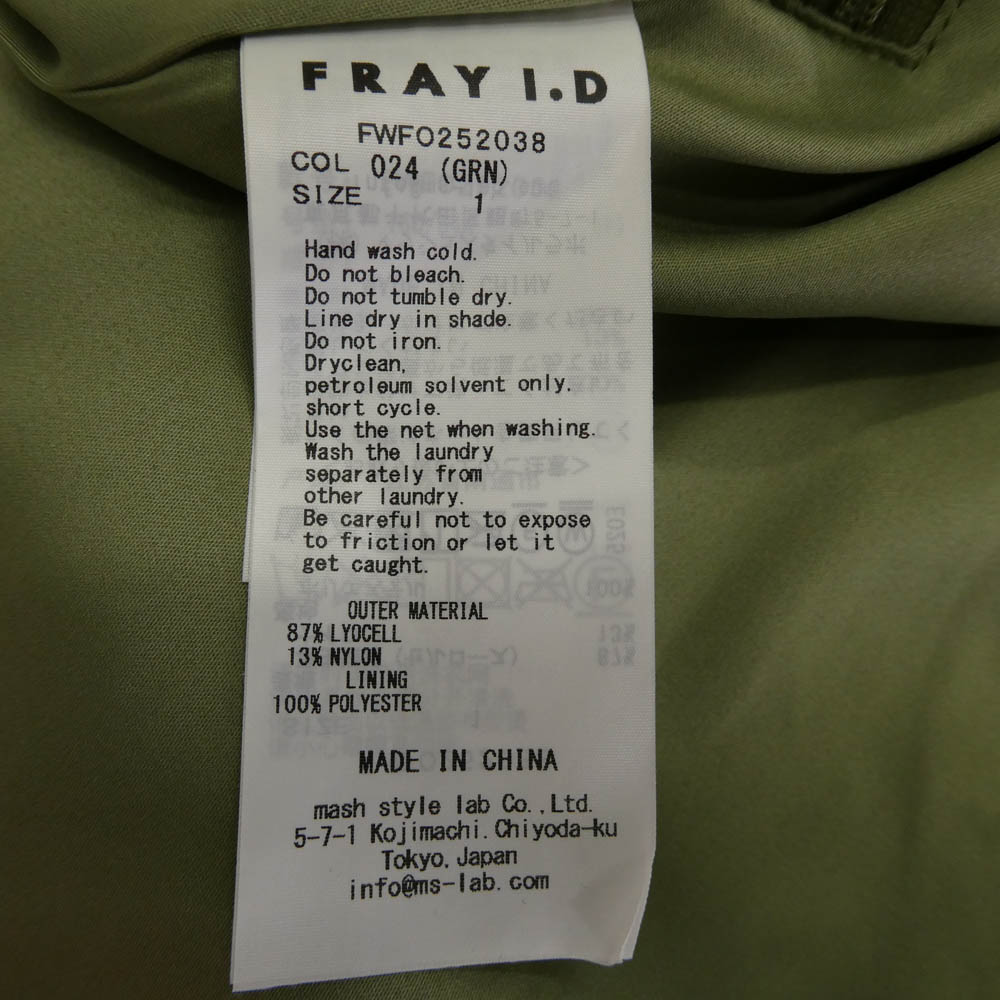 FRAY I.D
FWFO252038
COL 024 (GRN)
SIZE 1
Hand wash cold.
Do not bleach.
Do not tumble dry.
Line dry in shade.
Do not iron.
Dryclean,
petroleum solvent only.
short cycle.
Use the net when washing.
Wash the laundry
separately from
other laundry.
Be careful not to expose
to friction or let it
get caught.
OUTER MATERIAL
87% LYOCELL
13% NYLON
LINING
100% POLYESTER
MADE IN CHINA
mash style lab Co.,Ltd.
5-7-1 Kojimachi.Chiyoda-ku
Tokyo,Japan
info@ms-lab.com